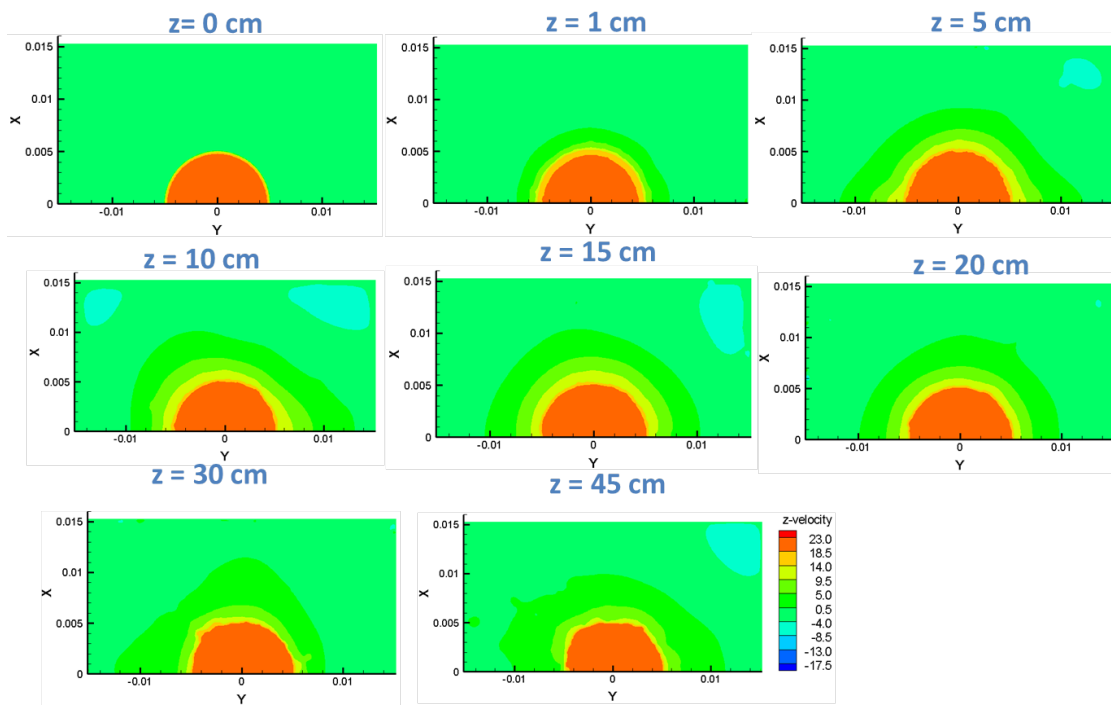 z= 0 cm
z = 1 cm
z = 5 cm
0.015
0.01
0.005
0
X
-0.01
0
0.01
Y
0.015
0.01
0.005
0
X
-0.01
0
0.01
Y
0.015
0.01
0.005
0
X
-0.01
0
0.01
Y
z = 10 cm
z = 15 cm
z = 20 cm
0.015
0.01
0.005
0
X
-0.01
0
0.01
Y
0.015
0.01
0.005
0
X
-0.01
0
0.01
Y
0.015
0.01
0.005
0
X
-0.01
0
0.01
Y
z = 30 cm
z = 45 cm
0.015
0.01
0.005
0
X
-0.01
0
0.01
Y
0.015
0.01
0.005
0
X
-0.01
0
0.01
Y
z-velocity
23.0
18.5
14.0
9.5
5.0
0.5
-4.0
-8.5
-13.0
-17.5